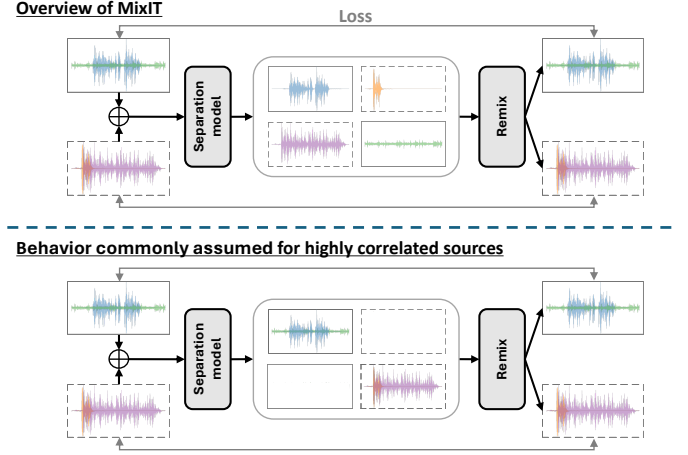 Overview of MixIT
Loss
Separation
model
Remix
Behavior commonly assumed for highly correlated sources
Separation
model
Remix